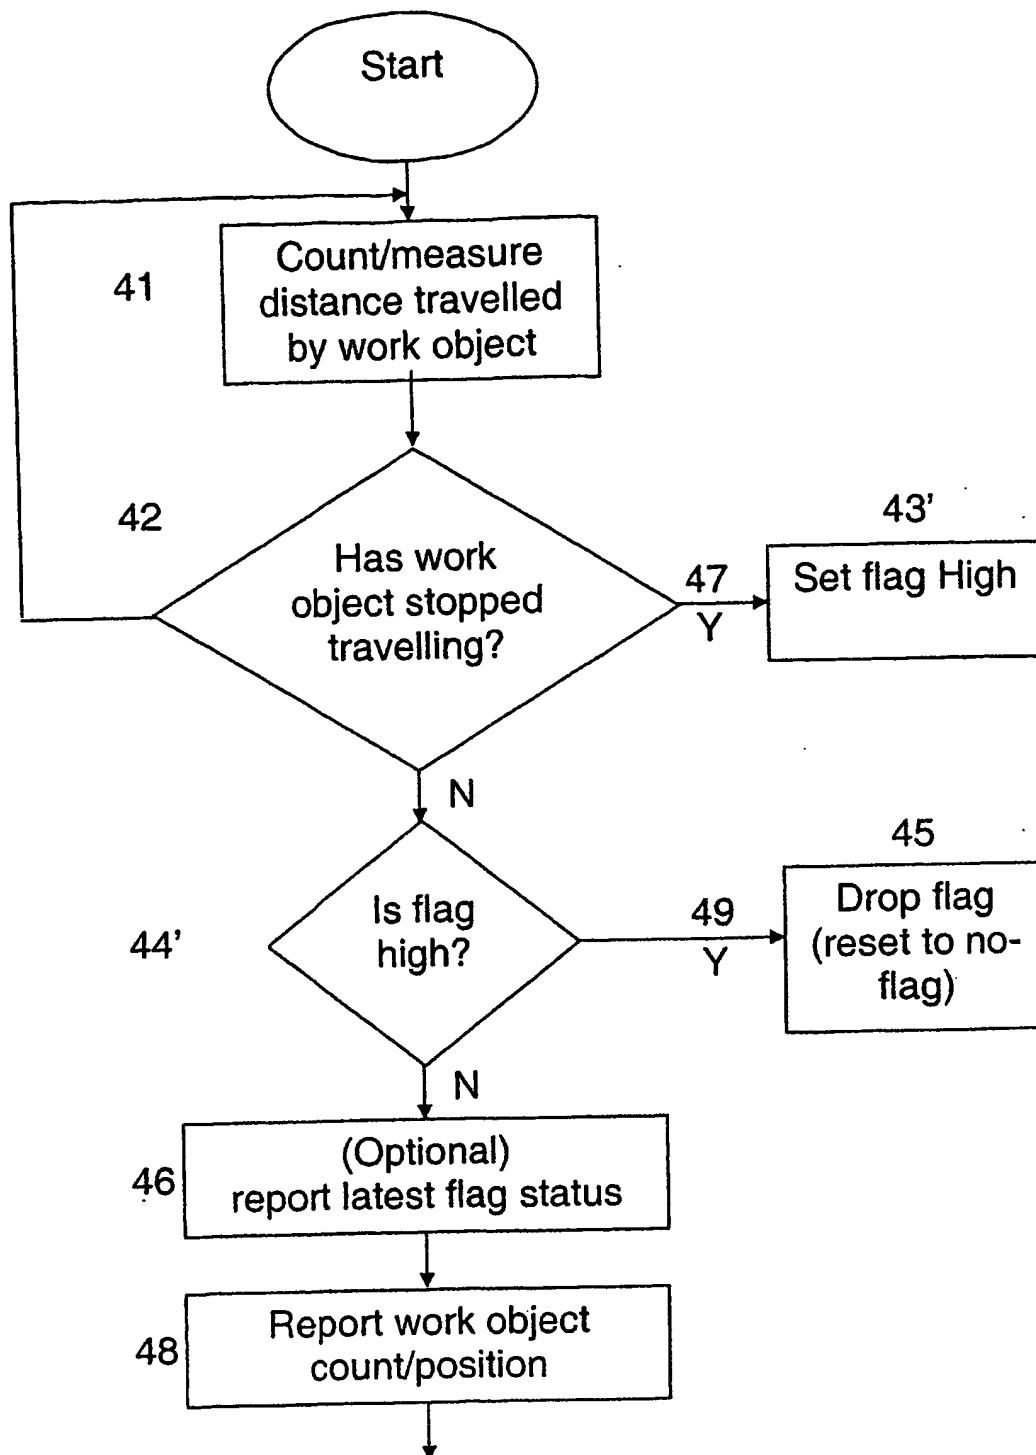 Start
41
Count/measure
distance travelled
by work object
42
Has work
object stopped
travelling?
47
Y
43'
Set flag High
N
44'
Is flag
high?
49
Y
45
Drop flag
(reset to no-
flag)
N
46
(Optional)
report latest flag status
48
Report work object
count/position